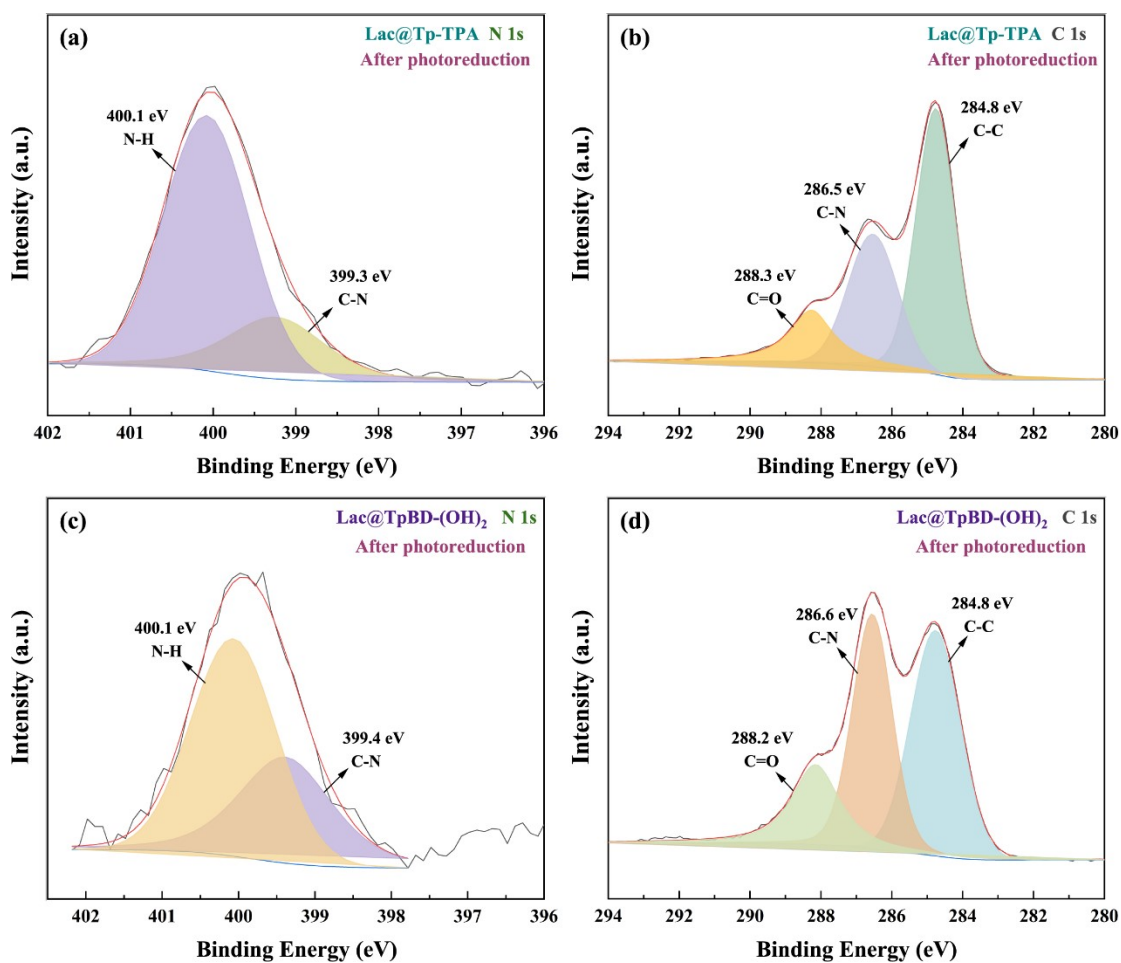 (a)
Lac@Tp-TPA N 1s
After photoreduction
400.1 eV
N-H
399.3 eV
C-N
Intensity (a.u.)
402 401 400 399 398 397 396
Binding Energy (eV)
(b)
Lac@Tp-TPA C 1s
After photoreduction
284.8 eV
C-C
286.5 eV
C-N
288.3 eV
C=O
Intensity (a.u.)
294 292 290 288 286 284 282 280
Binding Energy (eV)
(c)
Lac@TpBD-(OH)₂ N 1s
After photoreduction
400.1 eV
N-H
399.4 eV
C-N
Intensity (a.u.)
402 401 400 399 398 397 396
Binding Energy (eV)
(d)
Lac@TpBD-(OH)₂ C 1s
After photoreduction
286.6 eV
C-N
284.8 eV
C-C
288.2 eV
C=O
Intensity (a.u.)
294 292 290 288 286 284 282 280
Binding Energy (eV)